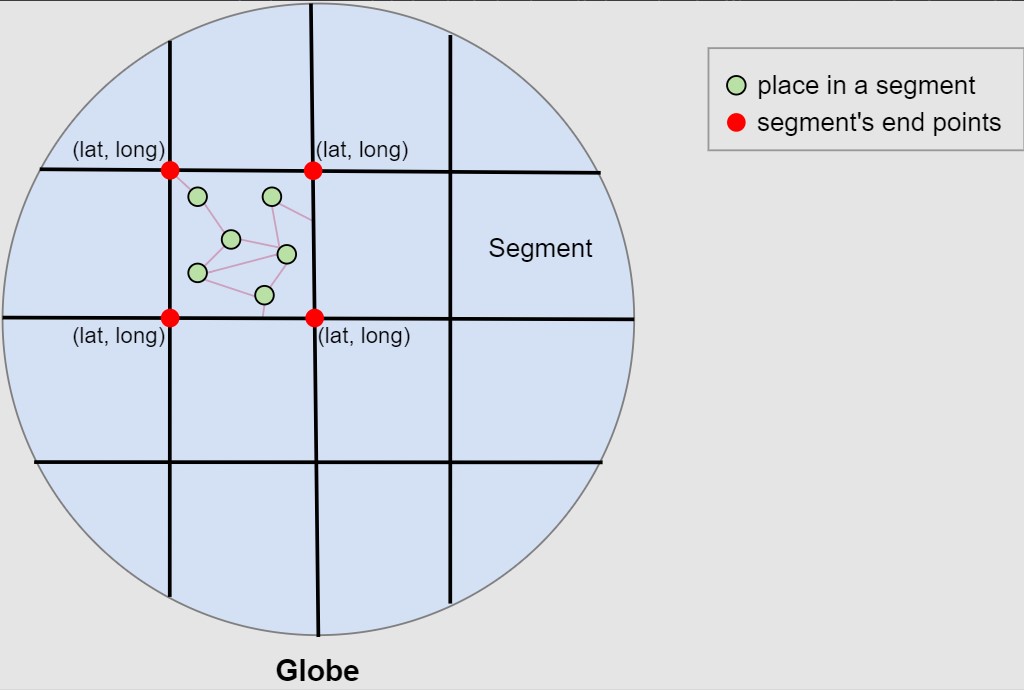 place in a segment
segment's end points
(lat, long)
(lat, long)
Segment
(lat, long)
(lat, long)
Globe